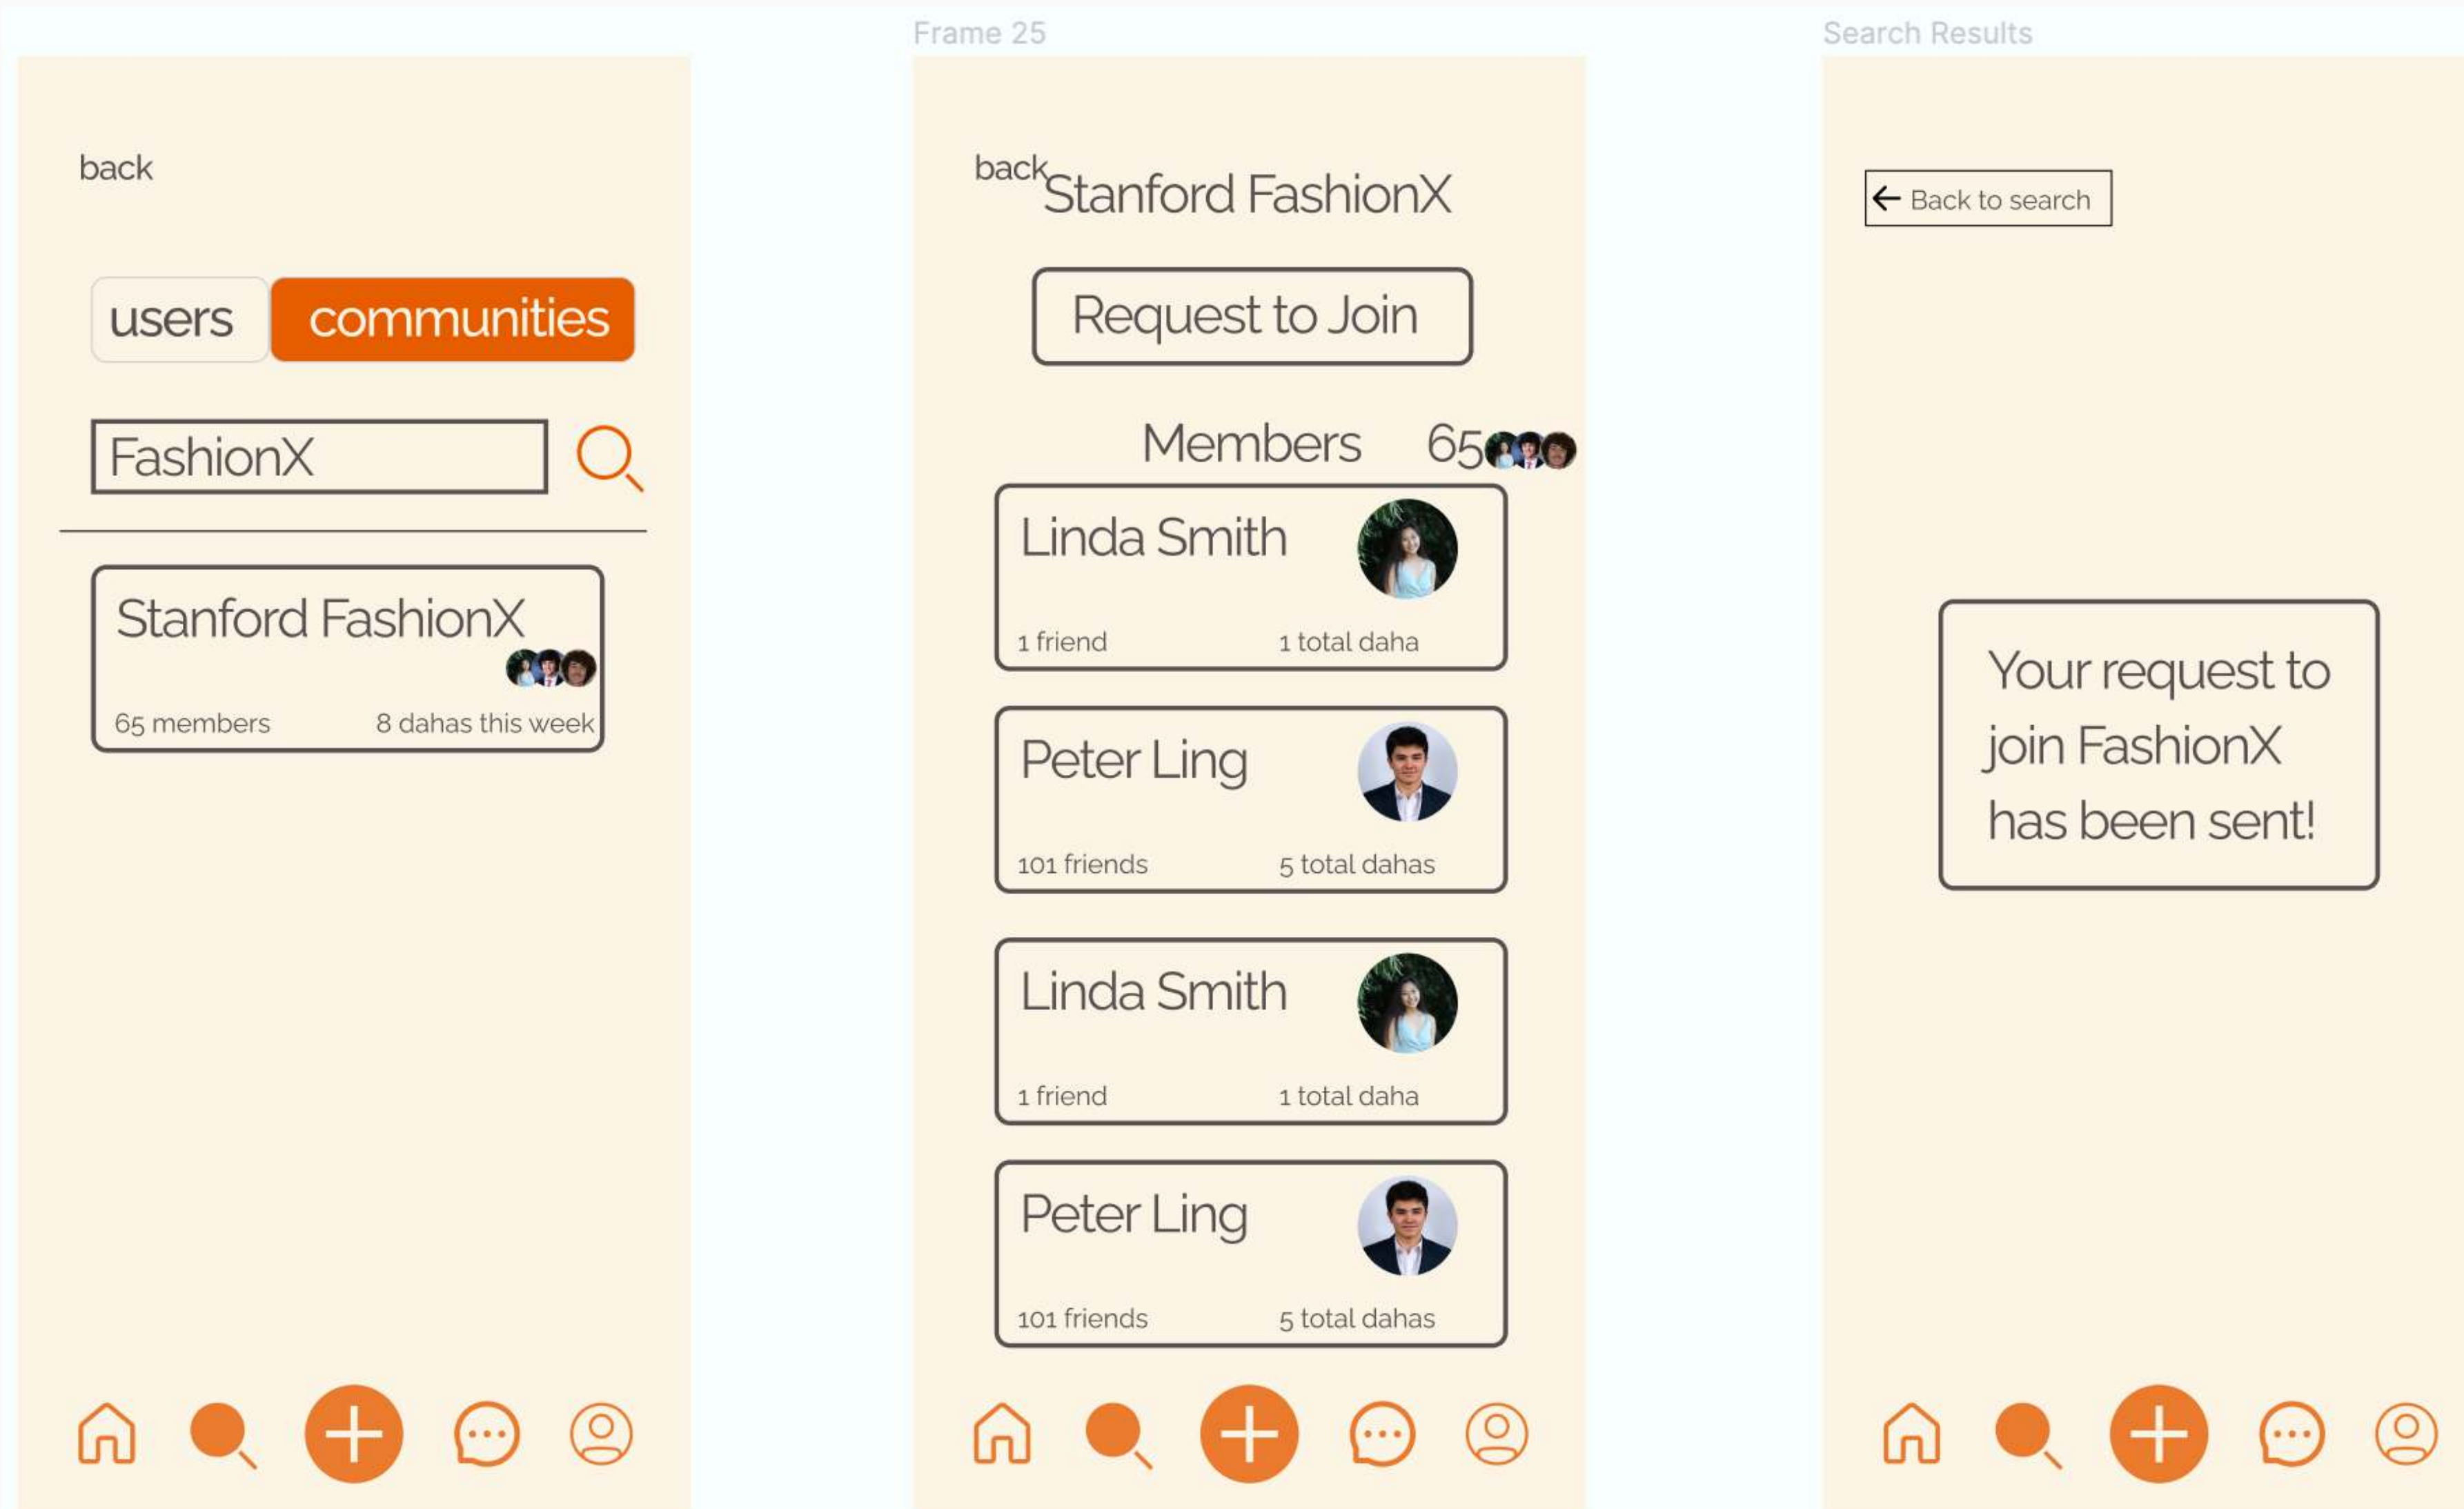 Frame 25
Search Results
back
users
communities
FashionX
Stanford FashionX
65 members
8 dahas this week
back
Stanford FashionX
Request to Join
Members 65
Linda Smith
1 friend
1 total daha
Peter Ling
101 friends
5 total dahas
Linda Smith
1 friend
1 total daha
Peter Ling
101 friends
5 total dahas
Back to search
Your request to
join FashionX
has been sent!